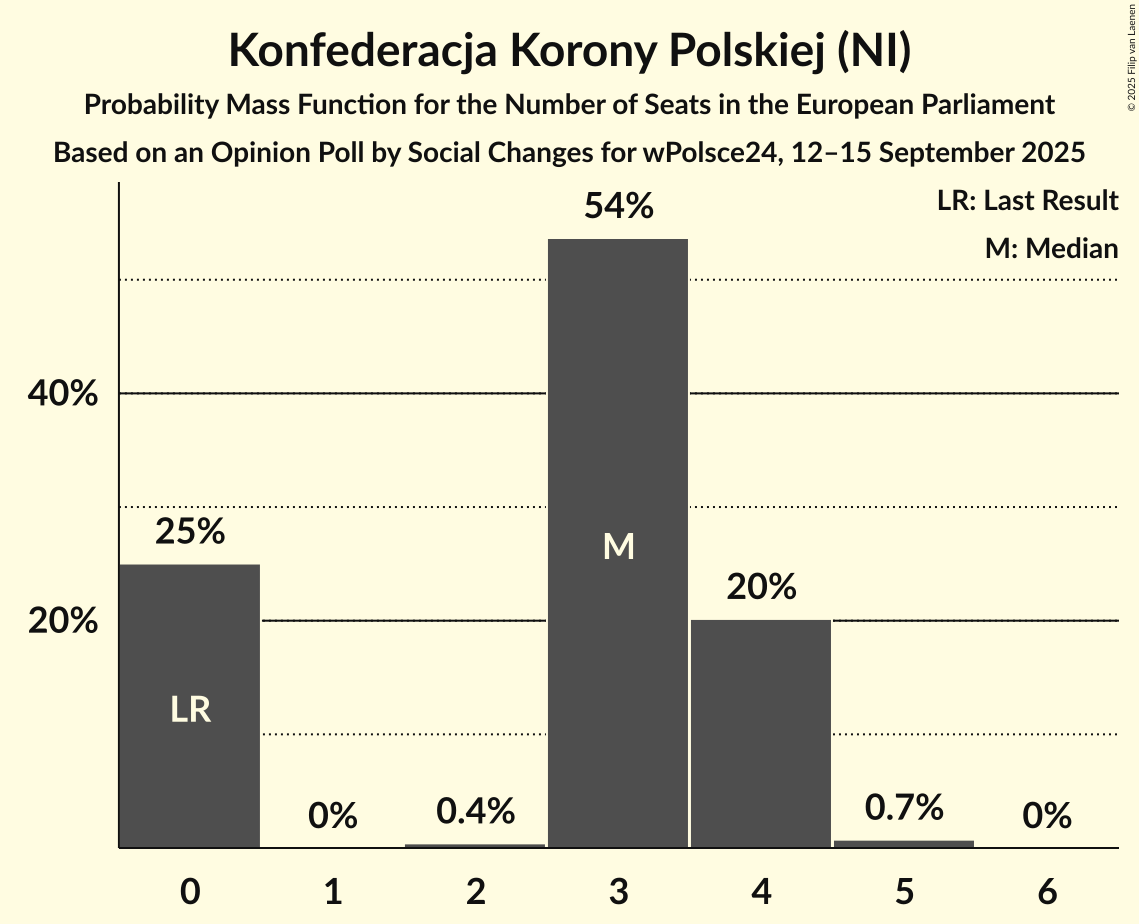 Konfederacja Korony Polskiej (NI)
Probability Mass Function for the Number of Seats in the European Parliament
Based on an Opinion Poll by Social Changes for wPolsce24, 12–15 September 2025
© 2025 Filip van Laenen
LR: Last Result
M: Median
54%
40%
25%
M
20%
20%
LR
0%
0.4%
0.7%
0%
0 1 2 3 4 5 6